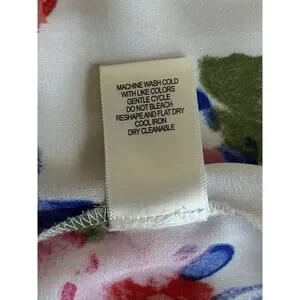 MACHINE WASH COLD
WITH LIKE COLORS
GENTLE CYCLE
DO NOT BLEACH
RESHAPE AND FLAT DRY
COOL IRON
DRY CLEANABLE